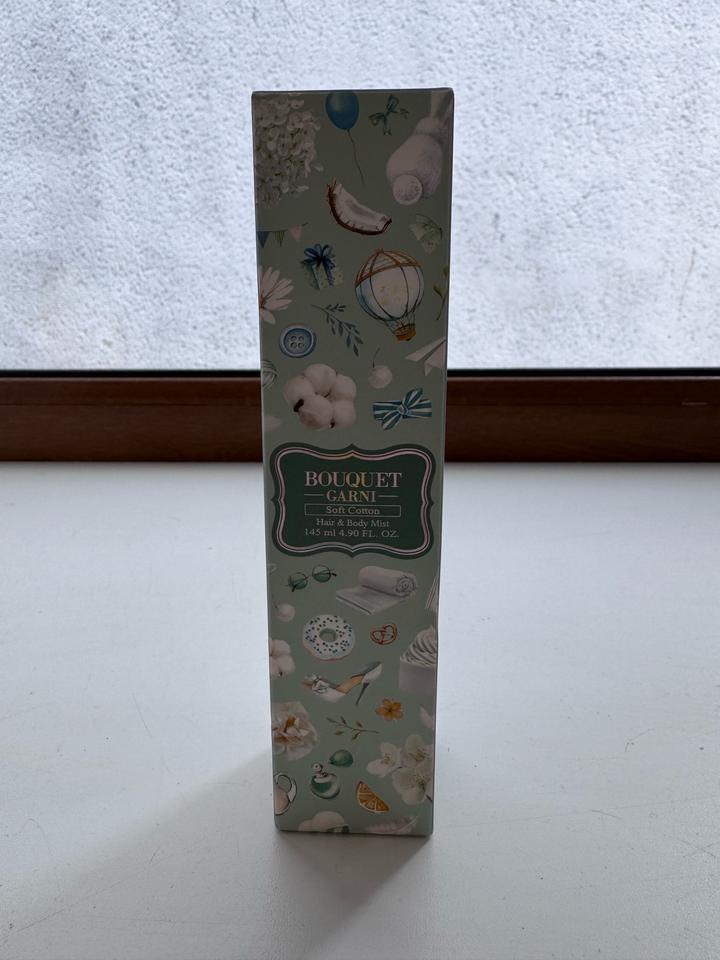 BOUQUET
GARNI
Soft Cotton
Hair & Body Mist
145 ml 4.90 FL. OZ.